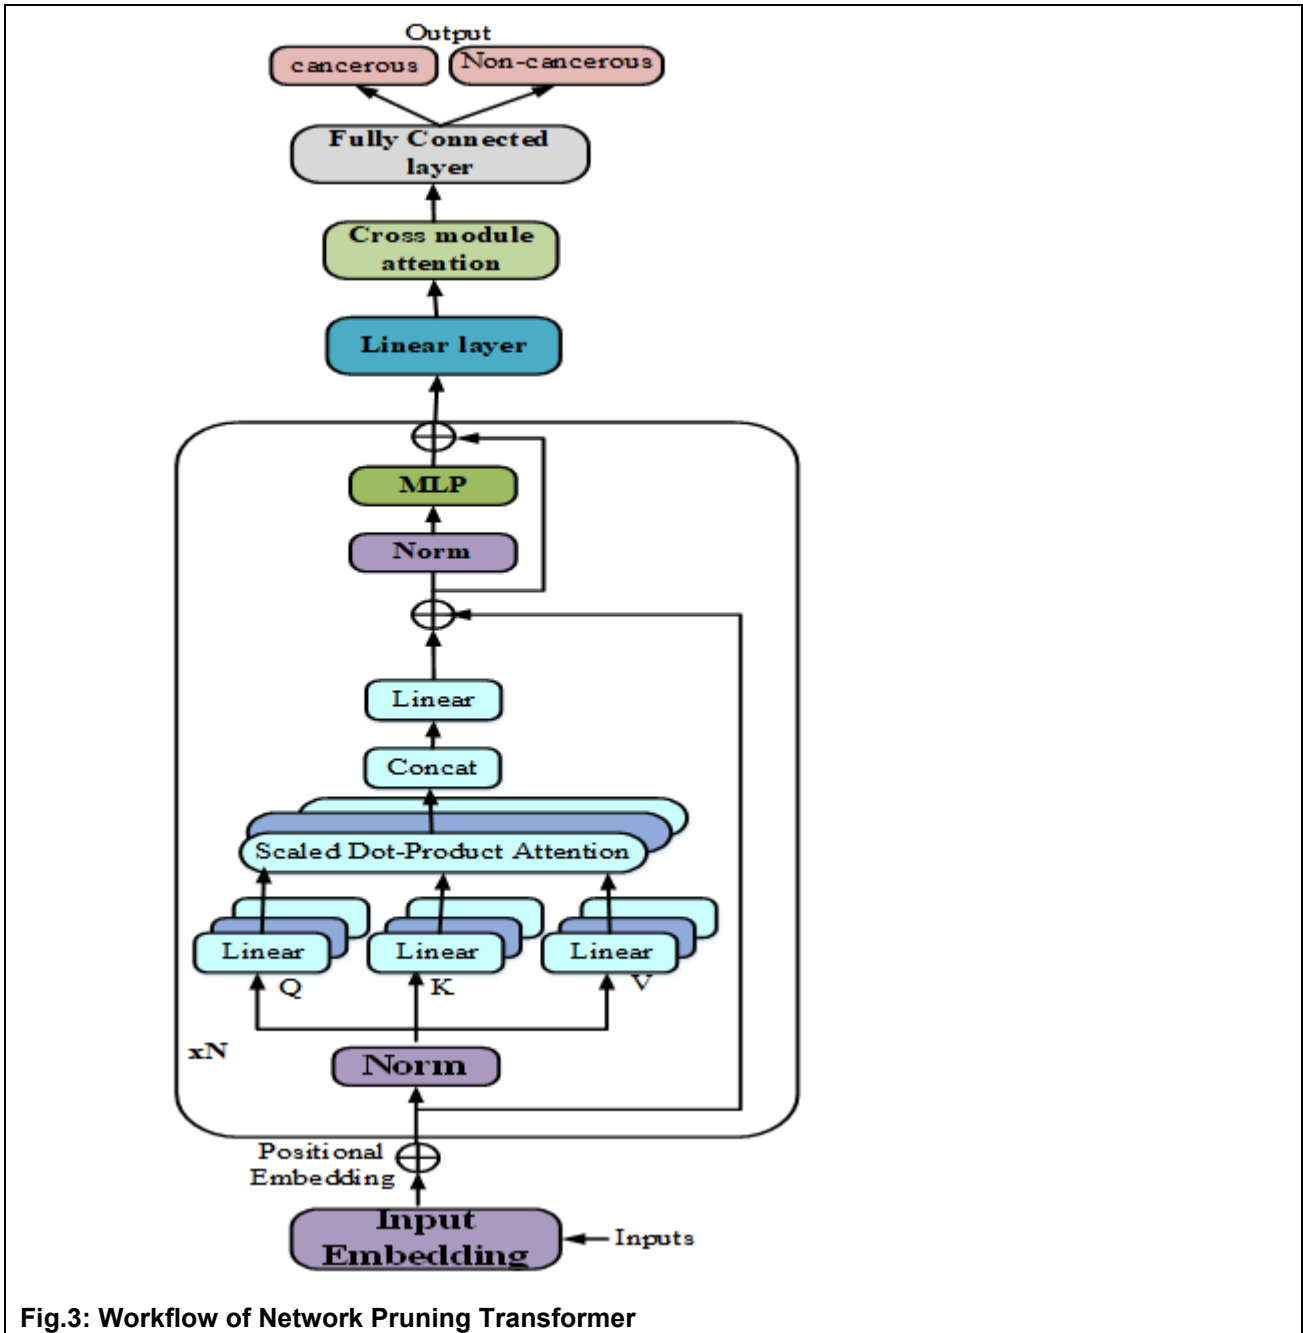 Output
cancerous
Non-cancerous
Fully Connected
layer
Cross module
attention
Linear layer
MLP
Norm
Linear
Concat
Scaled Dot-Product Attention
Linear
Linear
Linear
Q
K
V
xN
Norm
Positional
Embedding
Input
Embedding
Inputs
Fig.3: Workflow of Network Pruning Transformer